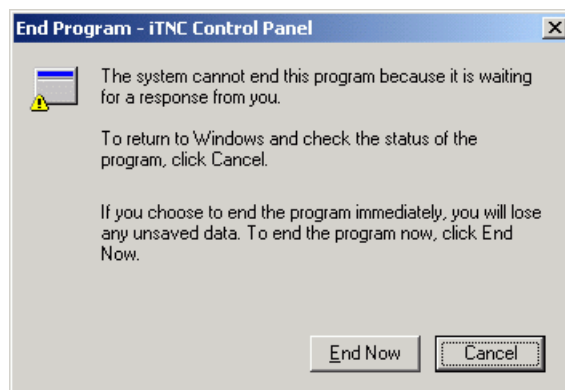 End Program - iTNC Control Panel
The system cannot end this program because it is waiting
for a response from you.
To return to Windows and check the status of the
program, click Cancel.
If you choose to end the program immediately, you will lose
any unsaved data. To end the program now, click End
Now.
End Now
Cancel